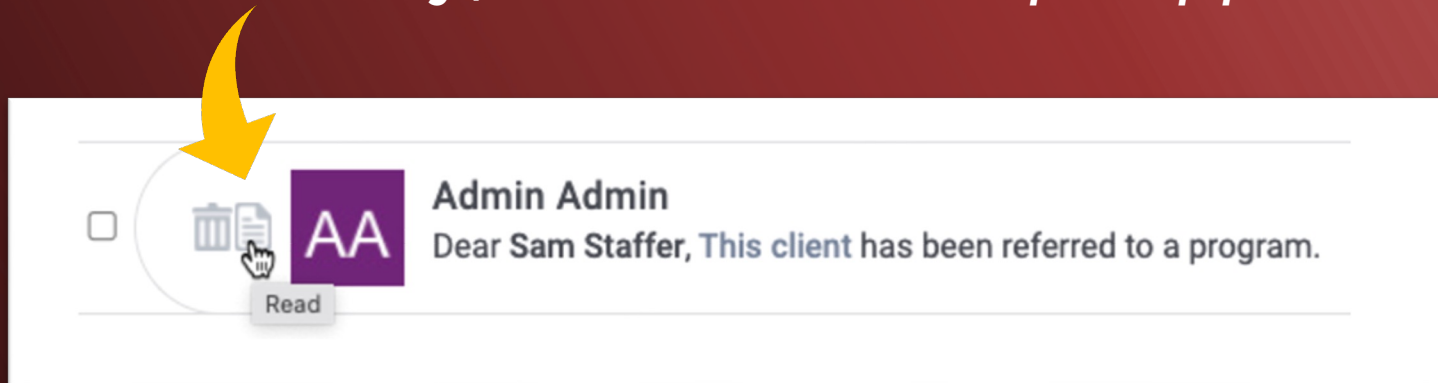 Admin Admin
AA
Dear Sam Staffer, This client has been referred to a program.
Read